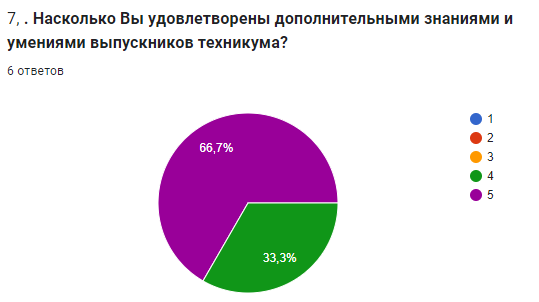 7, . Насколько Вы удовлетворены дополнительными знаниями и
умениями выпускников техникума?
6 ответов
66,7%
33,3%
1
2
3
4
5